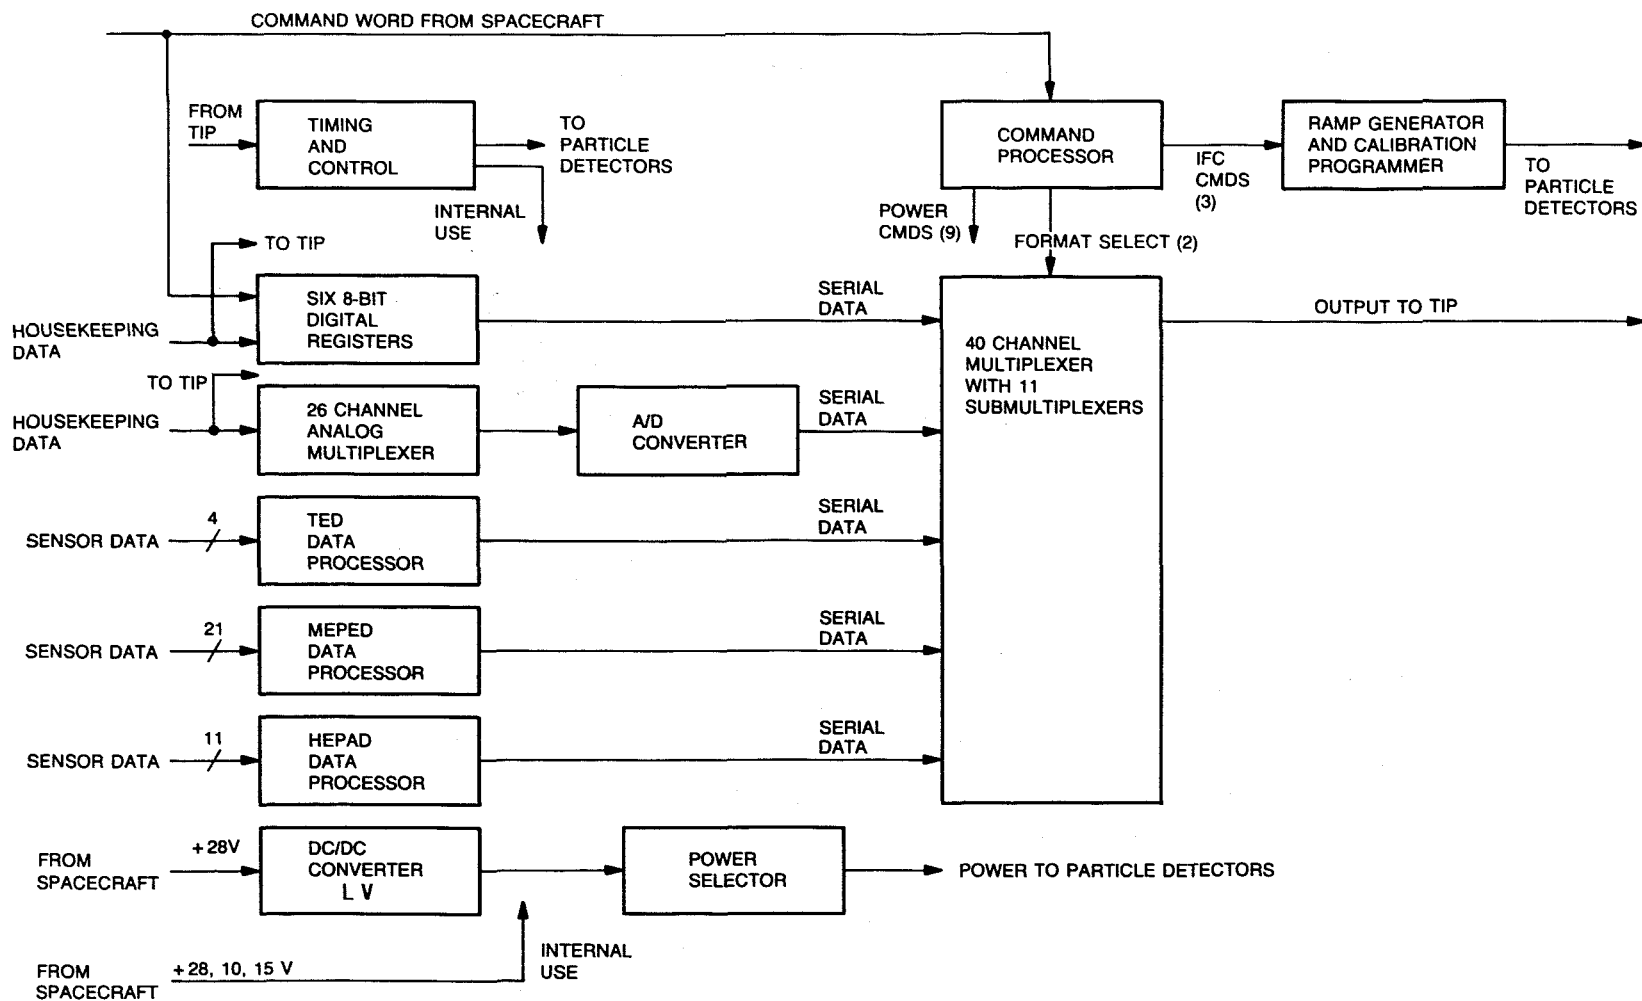 COMMAND WORD FROM SPACECRAFT
FROM
TIP
TIMING
AND
CONTROL
TO
PARTICLE
DETECTORS
INTERNAL
USE
COMMAND
PROCESSOR
IFC
CMDS
(3)
RAMP GENERATOR
AND CALIBRATION
PROGRAMMER
TO
PARTICLE
DETECTORS
POWER
CMDS (9)
FORMAT SELECT (2)
TO TIP
HOUSEKEEPING
DATA
SIX 8-BIT
DIGITAL
REGISTERS
SERIAL
DATA
40 CHANNEL
MULTIPLEXER
WITH 11
SUBMULTIPLEXERS
OUTPUT TO TIP
TO TIP
HOUSEKEEPING
DATA
26 CHANNEL
ANALOG
MULTIPLEXER
A/D
CONVERTER
SERIAL
DATA
SENSOR DATA
4
TED
DATA
PROCESSOR
SERIAL
DATA
SENSOR DATA
21
MEPED
DATA
PROCESSOR
SERIAL
DATA
SENSOR DATA
11
HEPAD
DATA
PROCESSOR
SERIAL
DATA
FROM
SPACECRAFT
+28V
DC/DC
CONVERTER
L V
POWER
SELECTOR
POWER TO PARTICLE DETECTORS
FROM
SPACECRAFT
+28, 10, 15 V
INTERNAL
USE